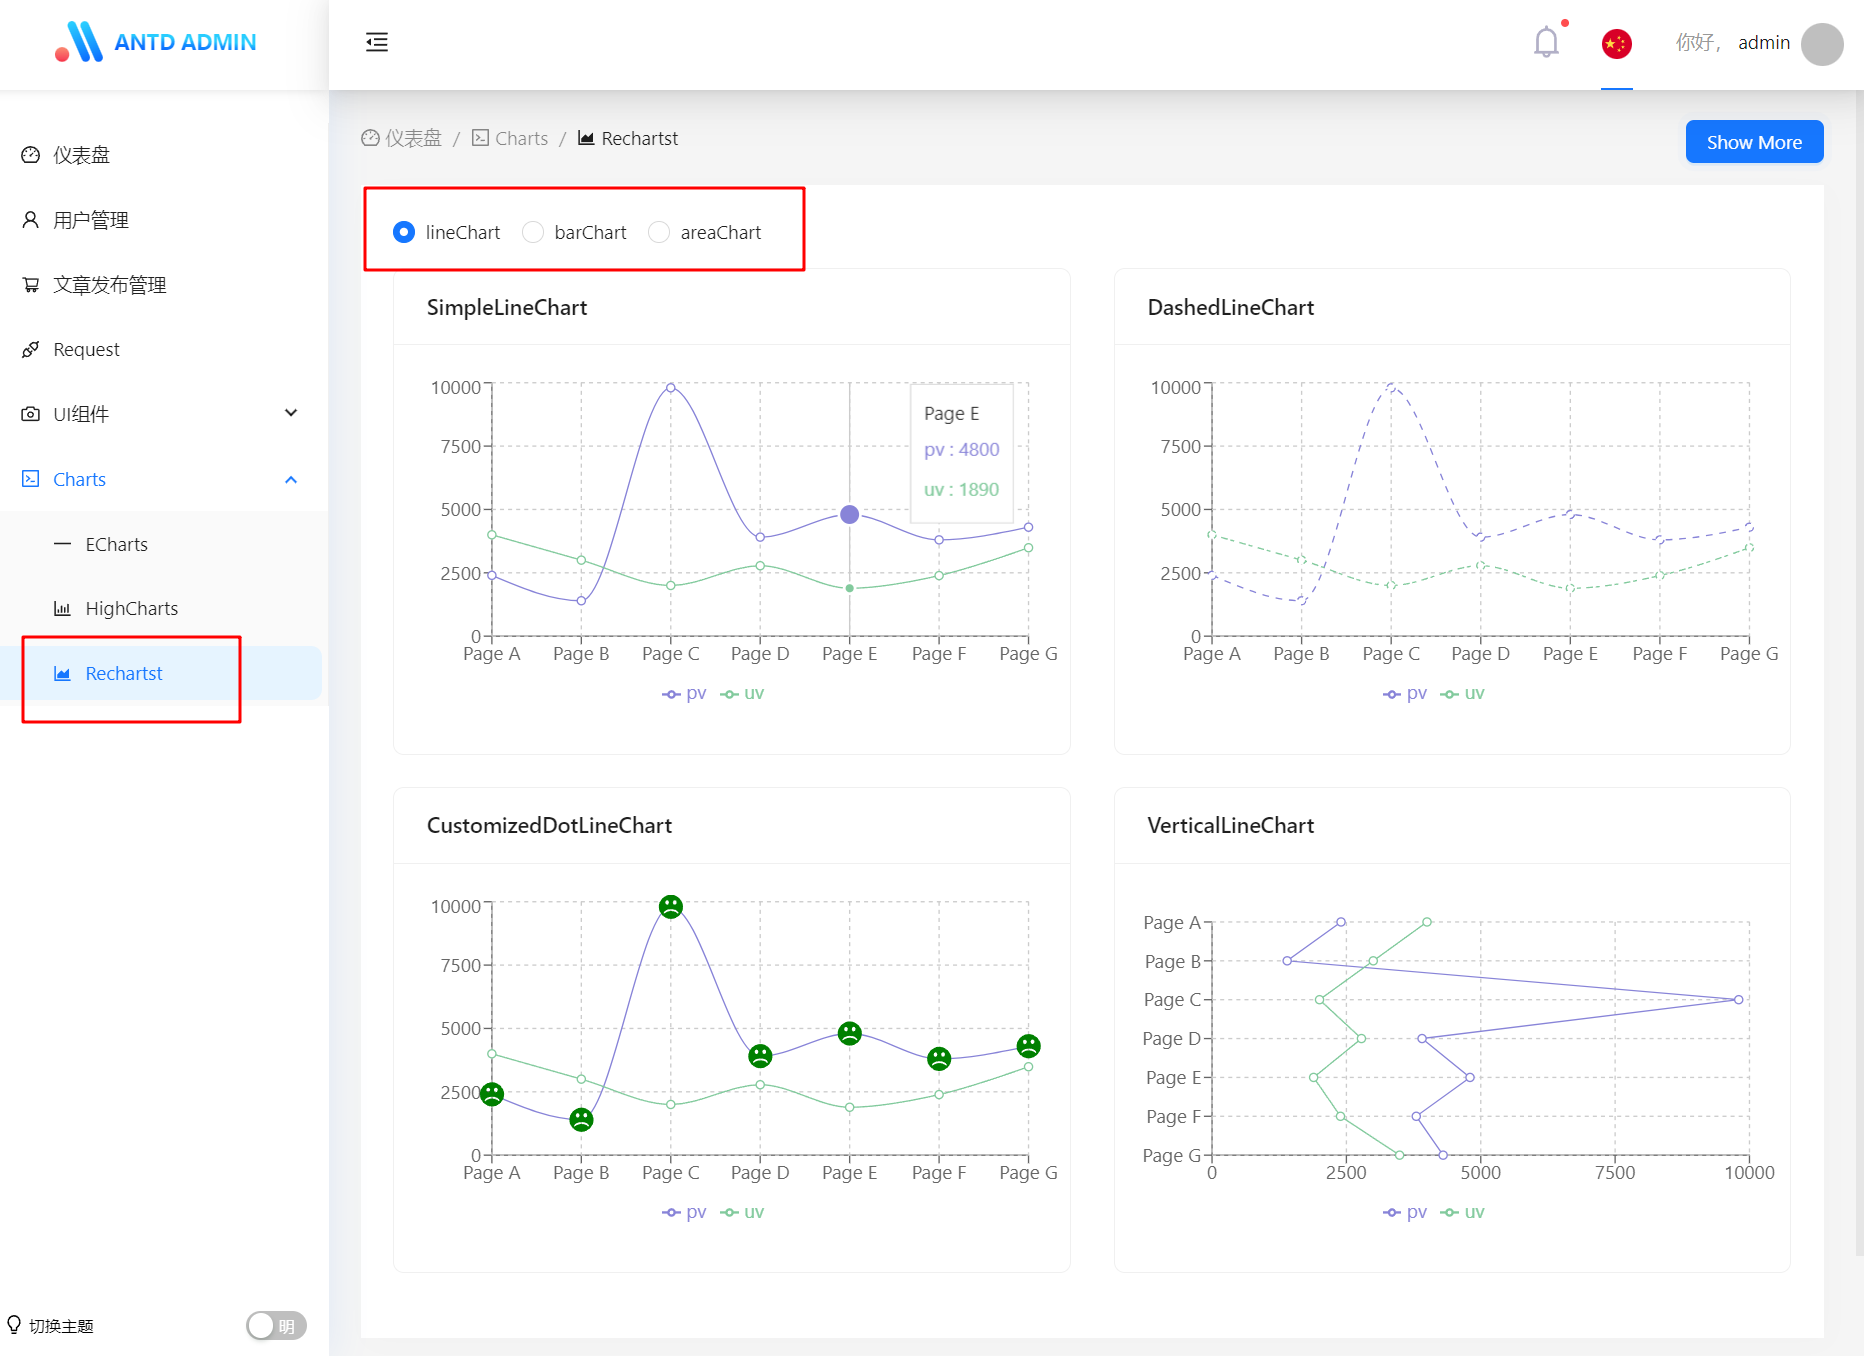 ANTD ADMIN
你好, admin
仪表盘
用户管理
文章发布管理
Request
UI组件
Charts
ECharts
HighCharts
Rechartst
切换主题
明
仪表盘 / Charts / Rechartst
Show More
lineChart barChart areaChart
SimpleLineChart
10000
7500
5000
2500
0
Page A Page B Page C Page D Page E Page F Page G
Page E
pv : 4800
uv : 1890
pv uv
DashedLineChart
10000
7500
5000
2500
0
Page A Page B Page C Page D Page E Page F Page G
pv uv
CustomizedDotLineChart
10000
7500
5000
2500
0
Page A Page B Page C Page D Page E Page F Page G
pv uv
VerticalLineChart
Page A
Page B
Page C
Page D
Page E
Page F
Page G
0 2500 5000 7500 10000
pv uv